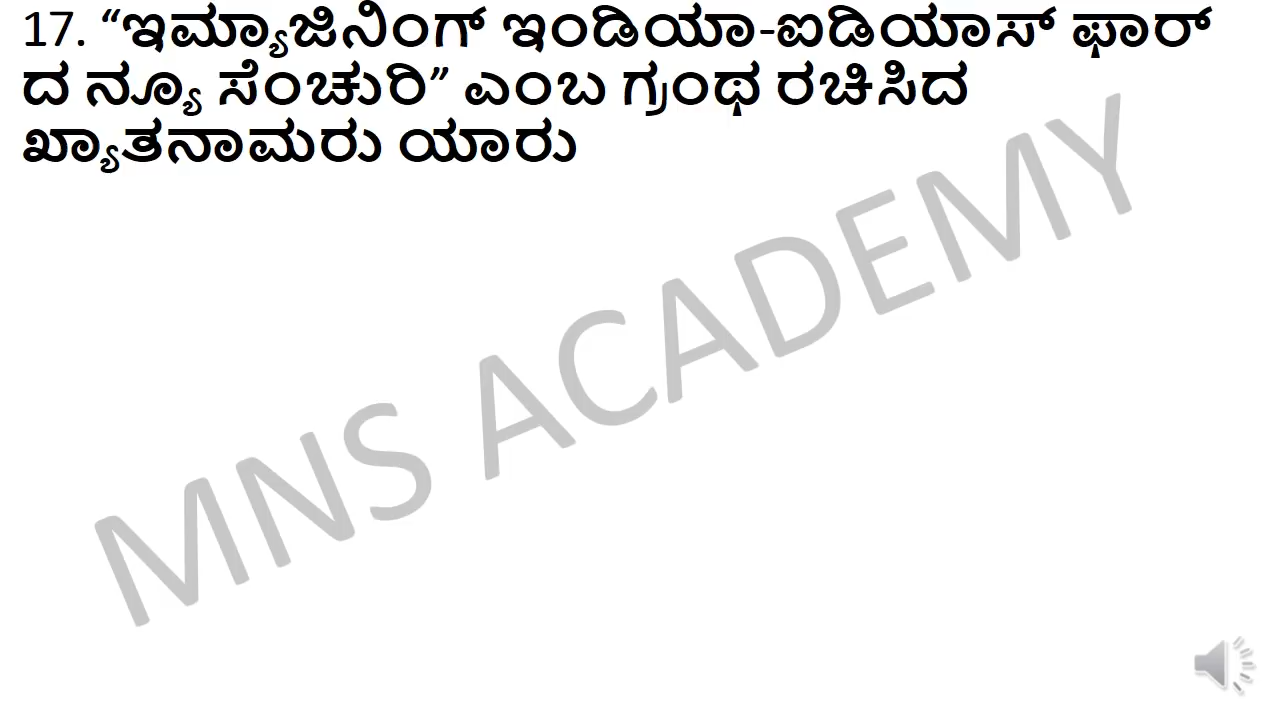 17. “ಇಮ್ಯಾಜಿನಿಂಗ್ ಇಂಡಿಯಾ-ಐಡಿಯಾಸ್ ಫಾರ್
ದ ನ್ಯೂ ಸೆಂಚುರಿ” ಎಂಬ ಗ್ರಂಥ ರಚಿಸಿದ
ಖ್ಯಾತನಾಮರು ಯಾರು
MNS ACADEMY